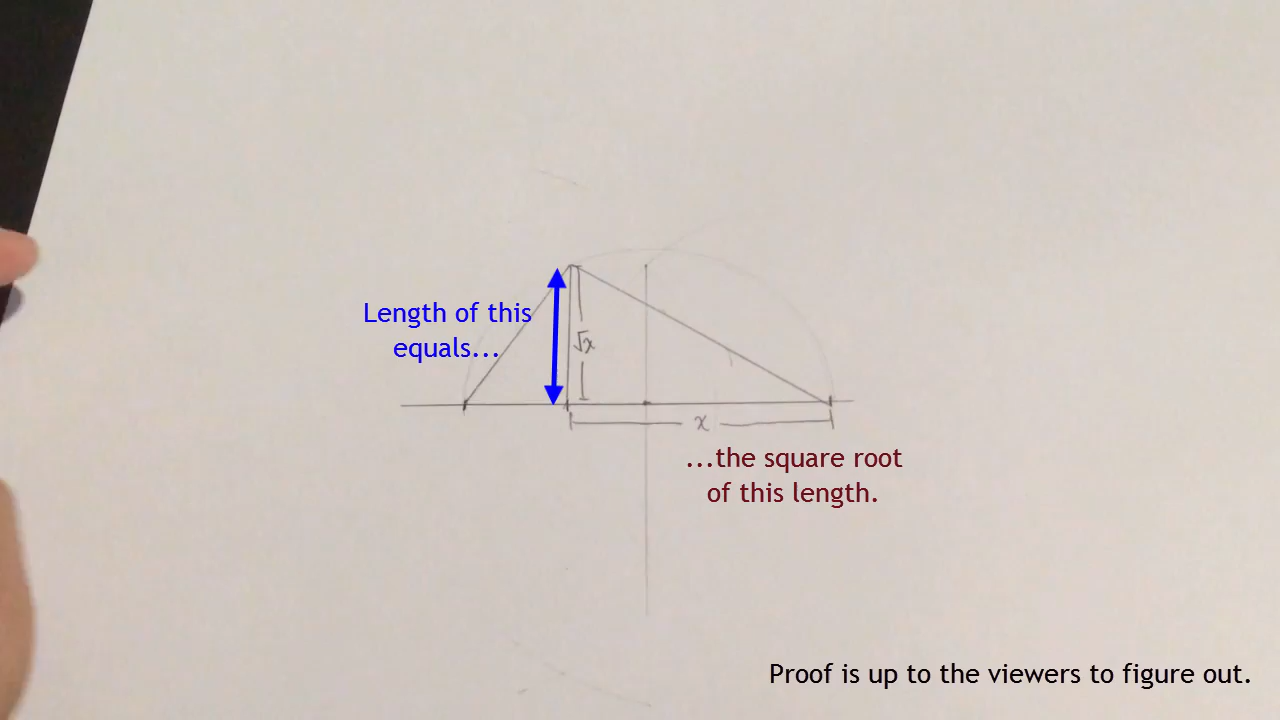 Length of this
equals...
√x
x
...the square root
of this length.
Proof is up to the viewers to figure out.